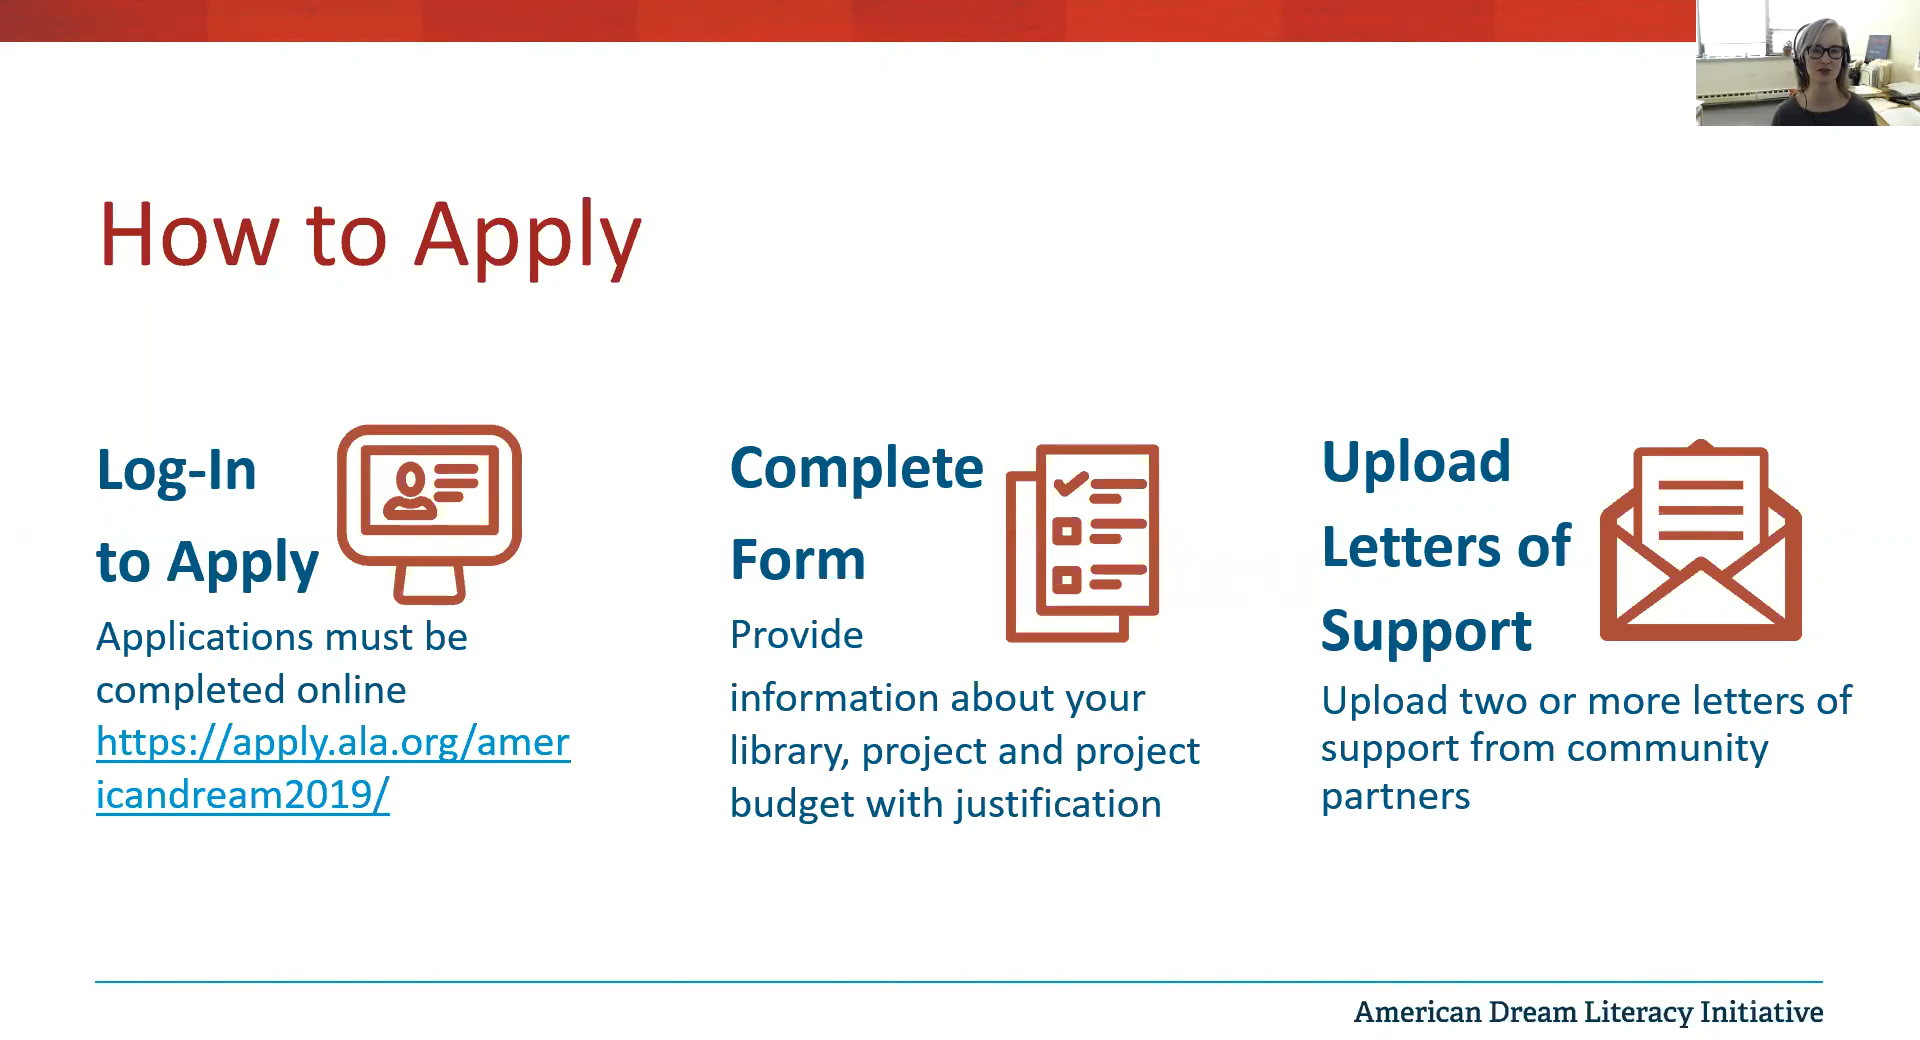 How to Apply
Log-In
to Apply
Applications must be
completed online
https://apply.ala.org/amer
icandream2019/
Complete
Form
Provide
information about your
library, project and project
budget with justification
Upload
Letters of
Support
Upload two or more letters of
support from community
partners
American Dream Literacy Initiative